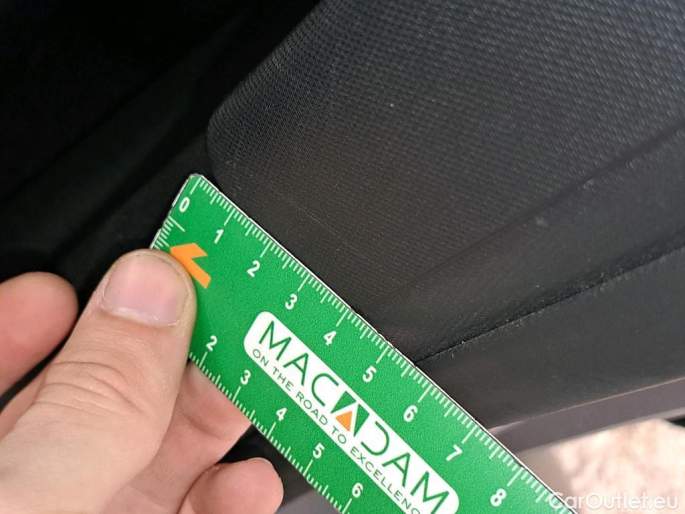 0 1 2 3 4 5 6 7 8
MACADAM
ON THE ROAD TO EXCELLENC
2 3 4 5 6
CarOutlet.eu